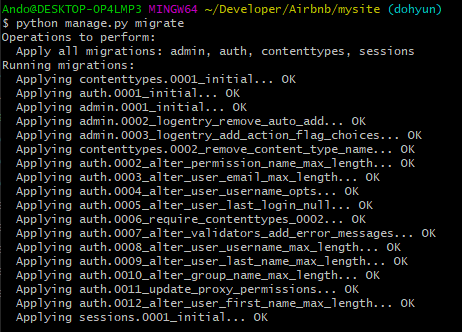 Ando@DESKTOP-OP4LMP3 MINGW64 ~/Developer/Airbnb/mysite (dohyun)
$ python manage.py migrate
Operations to perform:
  Apply all migrations: admin, auth, contenttypes, sessions
Running migrations:
  Applying contenttypes.0001_initial... OK
  Applying auth.0001_initial... OK
  Applying admin.0001_initial... OK
  Applying admin.0002_logentry_remove_auto_add... OK
  Applying admin.0003_logentry_add_action_flag_choices... OK
  Applying contenttypes.0002_remove_content_type_name... OK
  Applying auth.0002_alter_permission_name_max_length... OK
  Applying auth.0003_alter_user_email_max_length... OK
  Applying auth.0004_alter_user_username_opts... OK
  Applying auth.0005_alter_user_last_login_null... OK
  Applying auth.0006_require_contenttypes_0002... OK
  Applying auth.0007_alter_validators_add_error_messages... OK
  Applying auth.0008_alter_user_username_max_length... OK
  Applying auth.0009_alter_user_last_name_max_length... OK
  Applying auth.0010_alter_group_name_max_length... OK
  Applying auth.0011_update_proxy_permissions... OK
  Applying auth.0012_alter_user_first_name_max_length... OK
  Applying sessions.0001_initial... OK